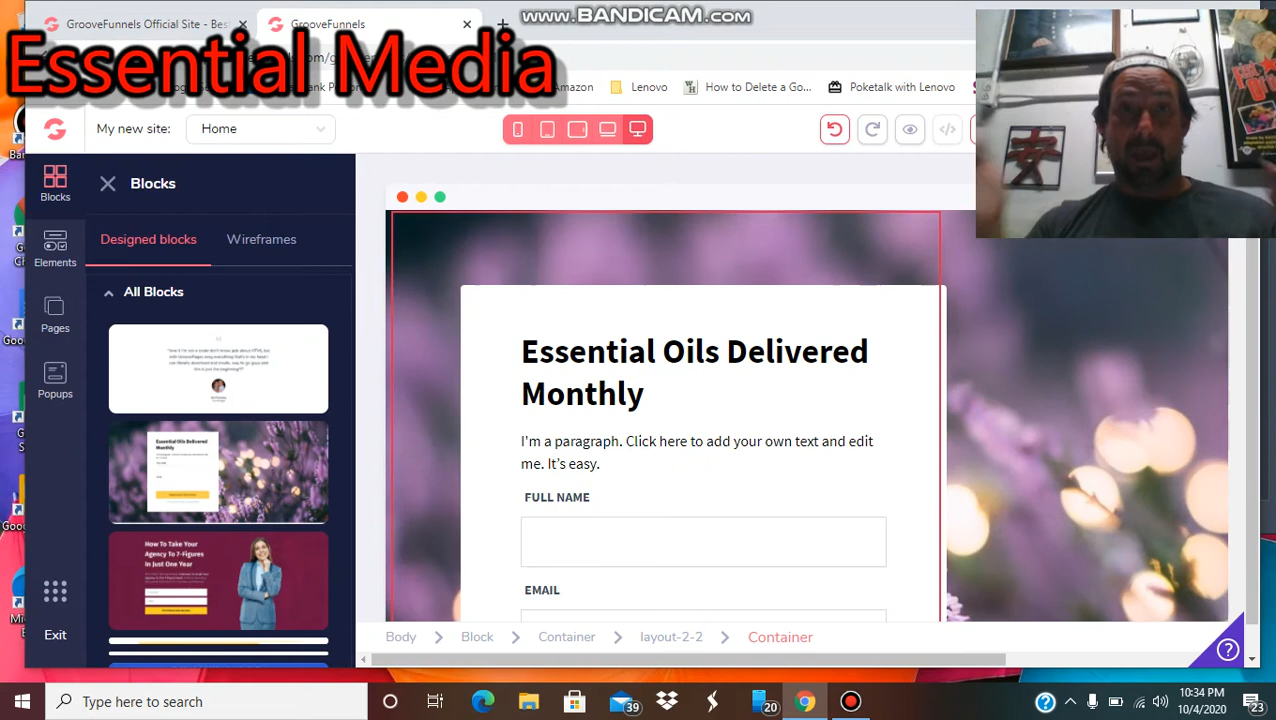 GrooveFunnels Official Site - Bes
GrooveFunnels
www.BANDICAM.com
Essential Media
Amazon
Lenovo
How to Delete a Go...
Poketalk with Lenovo
My new site:
Home
Blocks
Elements
Pages
Popups
Exit
Blocks
Designed blocks
Wireframes
All Blocks
Essential Oils Delivered
Monthly
How To Take Your
Agency To 7-Figures
In Just One Year
Essential Oils Delivered
Monthly
I'm a paragraph. Click here to add your own text and edit
me. It's easy.
FULL NAME
EMAIL
Body
Block
Container
layout-2-2
Container
Type here to search
39
20
10:34 PM
10/4/2020
23